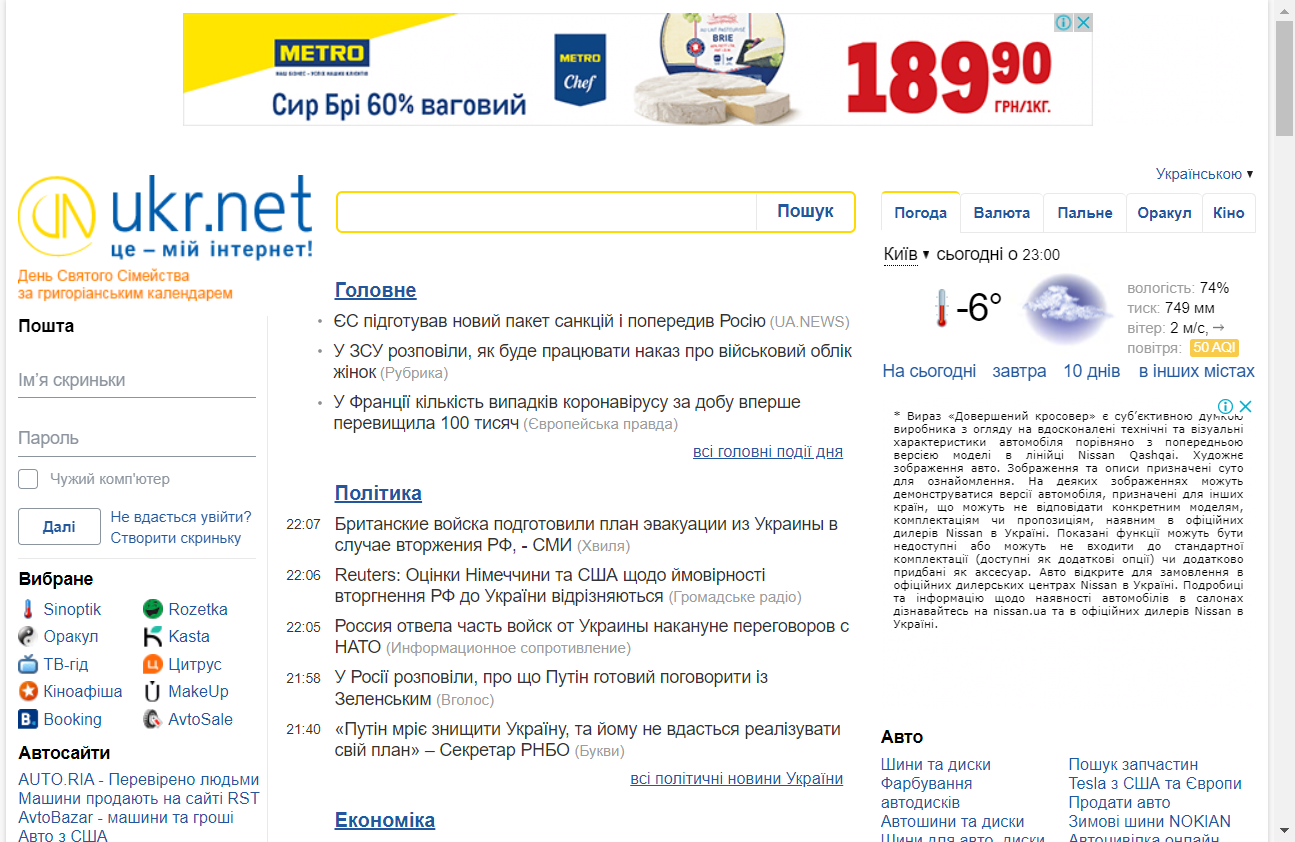 METRO
НАШ БІЗНЕС – УСПІХ НАШИХ КЛІЄНТІВ
Сир Брі 60% ваговий
METRO
Chef
BRIE
189 90
ГРН/1КГ.
Українською ▼
ukr.net
це – мій інтернет!
День Святого Сімейства
за григоріанським календарем
Пошук
Погода Валюта Пальне Оракул Кіно
Київ ▼ сьогодні о 23:00
-6°
вологість: 74%
тиск: 749 мм
вітер: 2 м/с, →
повітря: 50 AQI
На сьогодні завтра 10 днів в інших містах
Пошта
Ім’я скриньки
Пароль
Чужий комп'ютер
Далі
Не вдається увійти?
Створити скриньку
Вибране
Sinoptik Rozetka
Оракул Kasta
ТВ-гід Цитрус
Кіноафіша MakeUp
Booking AvtoSale
Автосайти
AUTO.RIA - Перевірено людьми
Машини продають на сайті RST
AvtoBazar - машини та гроші
Авто з США
Головне
• ЄС підготував новий пакет санкцій і попередив Росію (UA.NEWS)
• У ЗСУ розповіли, як буде працювати наказ про військовий облік
жінок (Рубрика)
• У Франції кількість випадків коронавірусу за добу вперше
перевищила 100 тисяч (Європейська правда)
всі головні події дня
Політика
22:07 Британские войска подготовили план эвакуации из Украины в
случае вторжения РФ, - СМИ (Хвиля)
22:06 Reuters: Оцінки Німеччини та США щодо ймовірності
вторгнення РФ до України відрізняються (Громадське радіо)
22:05 Россия отвела часть войск от Украины накануне переговоров с
НАТО (Информационное сопротивление)
21:58 У Росії розповіли, про що Путін готовий поговорити із
Зеленським (Вголос)
21:40 «Путін мріє знищити Україну, та йому не вдасться реалізувати
свій план» – Секретар РНБО (Букви)
всі політичні новини України
Економіка
* Вираз «Довершений кросовер» є суб’єктивною думкою
виробника з огляду на вдосконалені технічні та візуальні
характеристики автомобіля порівняно з попередньою
версією моделі в лінійці Nissan Qashqai. Художнє
зображення авто. Зображення та описи призначені суто
для ознайомлення. На деяких зображеннях можуть
демонструватися версії автомобіля, призначені для інших
країн, що можуть не відповідати конкретним моделям,
комплектаціям чи пропозиціям, наявним в офіційних
дилерів Nissan в Україні. Показані функції можуть бути
недоступні або можуть не входити до стандартної
комплектації (доступні як додаткові опції) чи додатково
придбані як аксесуар. Авто відкрите для замовлення в
офіційних дилерських центрах Nissan в Україні. Подробиці
та інформацію щодо наявності автомобілів в салонах
дізнавайтесь на nissan.ua та в офіційних дилерів Nissan в
Україні.
Авто
Шини та диски Пошук запчастин
Фарбування Tesla з США та Європи
автодисків Продати авто
Автошини та диски Зимові шини NOKIAN
Шини для авто, диски Автоцивілка онлайн